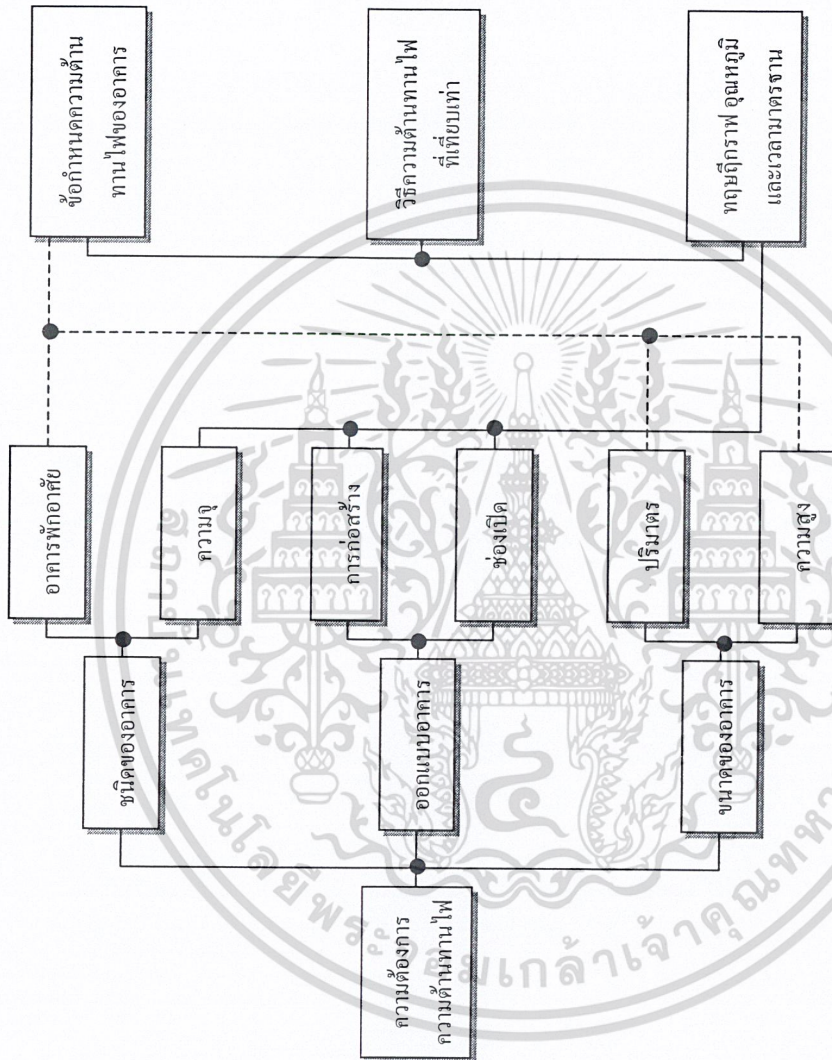 ข้อกำหนดความต้าน
ทานไฟของอาคาร
วิธีความต้านทานไฟ
ที่เทียบเท่า
ทฤษฎีกราฟ อุณหภูมิ
และเวลามาตรฐาน
อาคารพักอาศัย
ความจุ
การก่อสร้าง
ช่องเปิด
ปริมาตร
ความสูง
ชนิดของอาคาร
ออกแบบอาคาร
ขนาดของอาคาร
ความต้องการ
ความต้านทานไฟ